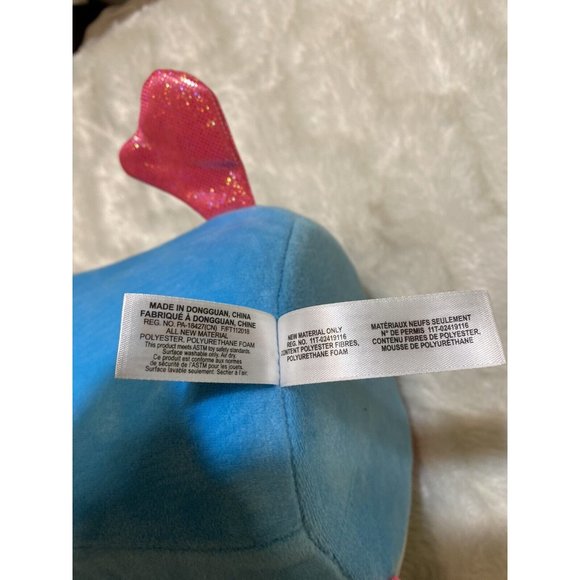 MADE IN DONGGUAN, CHINA
FABRIQUÉ À DONGGUAN, CHINE
REG. NO. PA-18427(CN) F/FT1/2018
ALL NEW MATERIAL
POLYESTER, POLYURETHANE FOAM
This product meets ASTM toy safety standards.
Surface washable only. Air dry.
Ce produit est conforme aux normes
de sécurité de l'ASTM pour les jouets.
Surface lavable seulement. Sécher à l'air.
NEW MATERIAL ONLY
REG. NO. 11T-02419116
CONTENT POLYESTER FIBRES,
POLYURETHANE FOAM
MATÉRIAUX NEUFS SEULEMENT
N° DE PERMIS 11T-02419116
CONTENU FIBRES DE POLYESTER,
MOUSSE DE POLYURÉTHANE